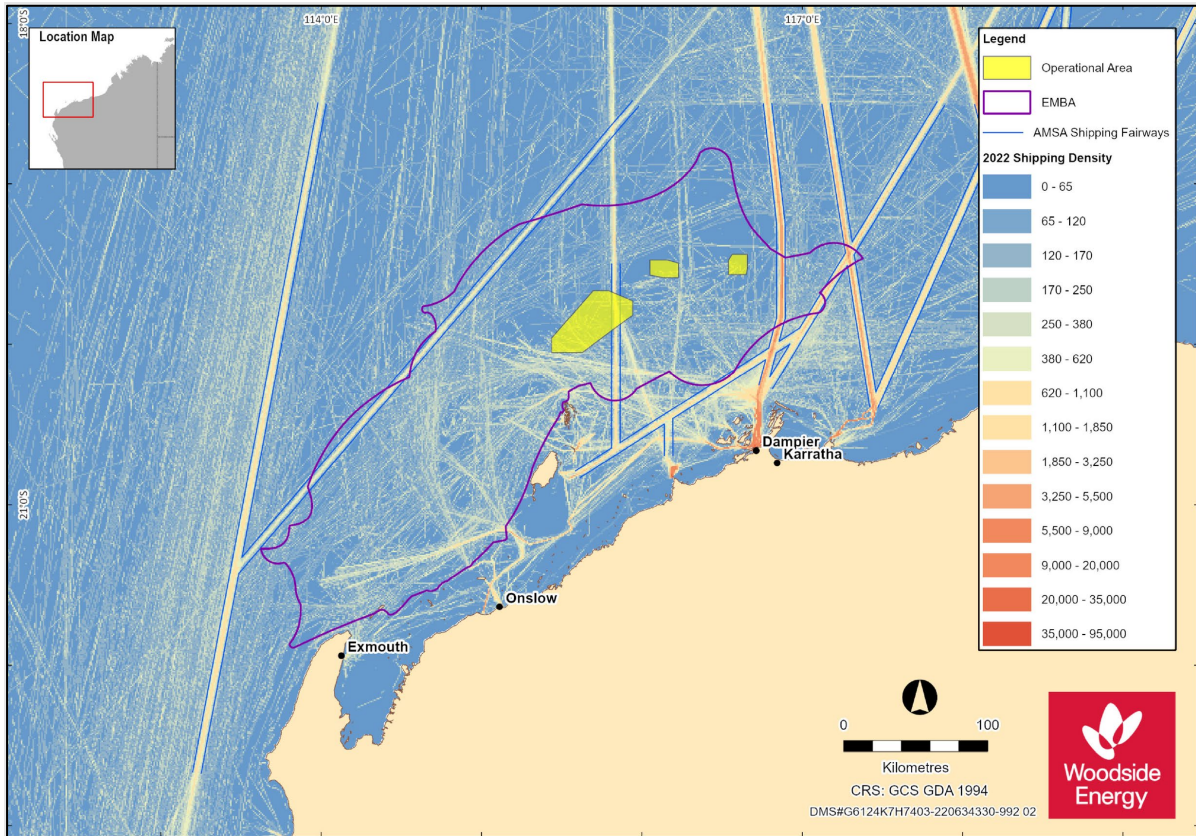 114°0'E
117°0'E
18°0'S
21°0'S
Location Map
Legend
Operational Area
EMBA
AMSA Shipping Fairways
2022 Shipping Density
0 - 65
65 - 120
120 - 170
170 - 250
250 - 380
380 - 620
620 - 1,100
1,100 - 1,850
1,850 - 3,250
3,250 - 5,500
5,500 - 9,000
9,000 - 20,000
20,000 - 35,000
35,000 - 95,000
Dampier
Karratha
Onslow
Exmouth
0
100
Kilometres
CRS: GCS GDA 1994
DMS#G6124K7H7403-220634330-992 02
Woodside
Energy